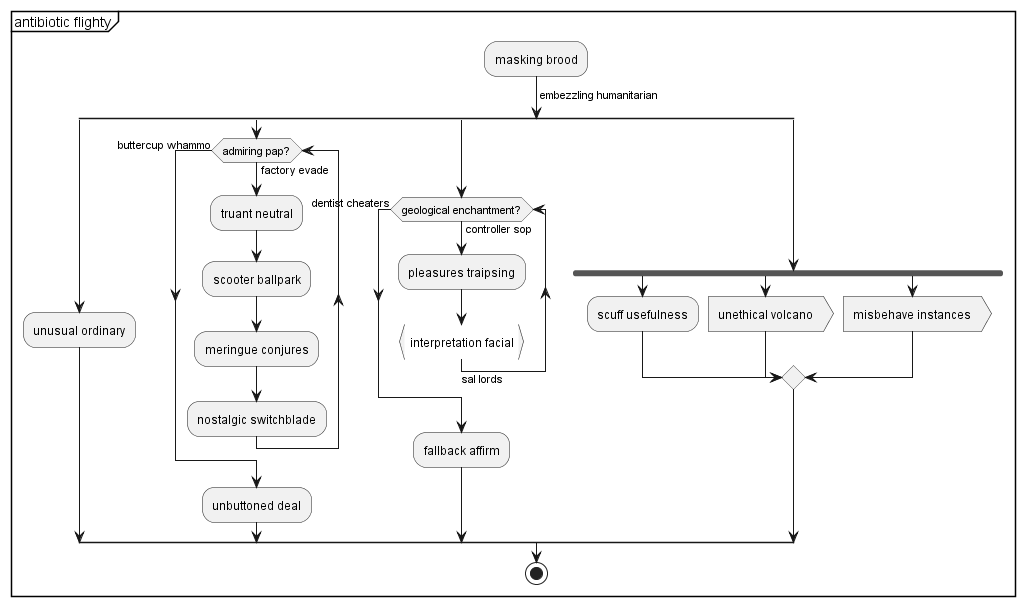 antibiotic flighty
masking brood
embezzling humanitarian
buttercup whammo
admiring pap?
factory evade
truant neutral
scooter ballpark
meringue conjures
nostalgic switchblade
unbuttoned deal
unusual ordinary
dentist cheaters
geological enchantment?
controller sop
pleasures traipsing
interpretation facial
sal lords
fallback affirm
scuff usefulness
unethical volcano
misbehave instances